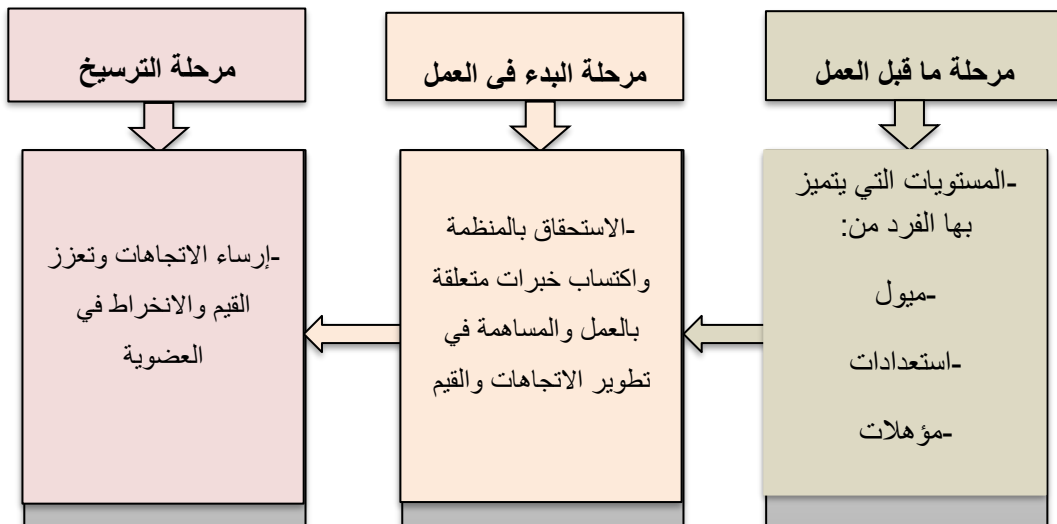 مرحلة ما قبل العمل
-المستويات التي يتميز
بها الفرد من:
-ميول
-استعدادات
-مؤهلات
مرحلة البدء فى العمل
-الاستحقاق بالمنظمة
واكتساب خبرات متعلقة
بالعمل والمساهمة في
تطوير الاتجاهات والقيم
مرحلة الترسيخ
-إرساء الاتجاهات وتعزز
القيم والانخراط في
العضوية